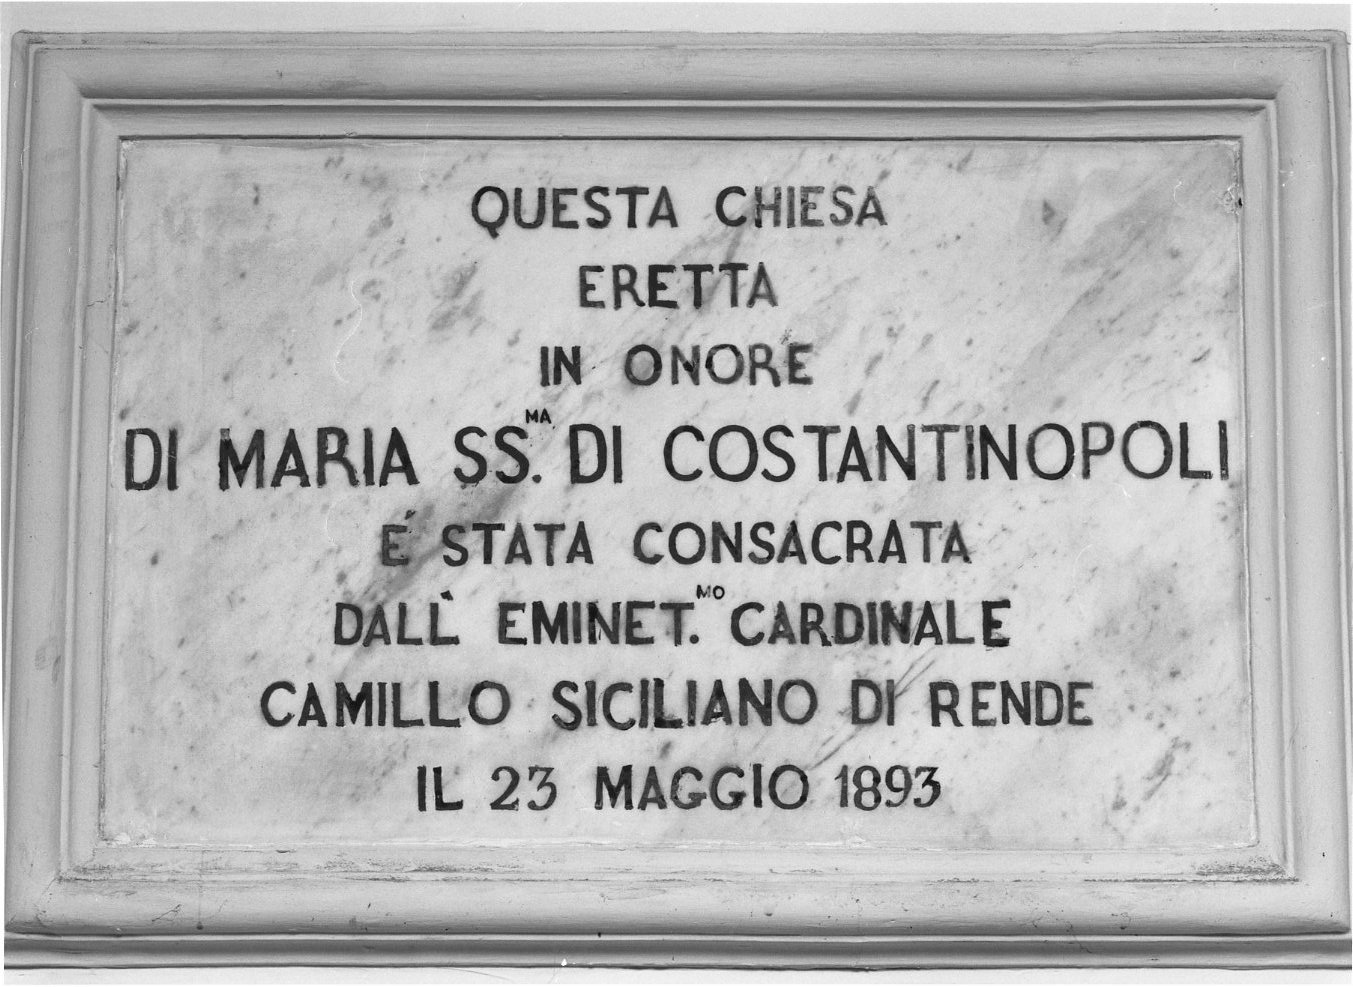 QUESTA CHIESA
ERETTA
IN ONORE
DI MARIA SS.MA DI COSTANTINOPOLI
E' STATA CONSACRATA
DALL' EMINET.MO CARDINALE
CAMILLO SICILIANO DI RENDE
IL 23 MAGGIO 1893